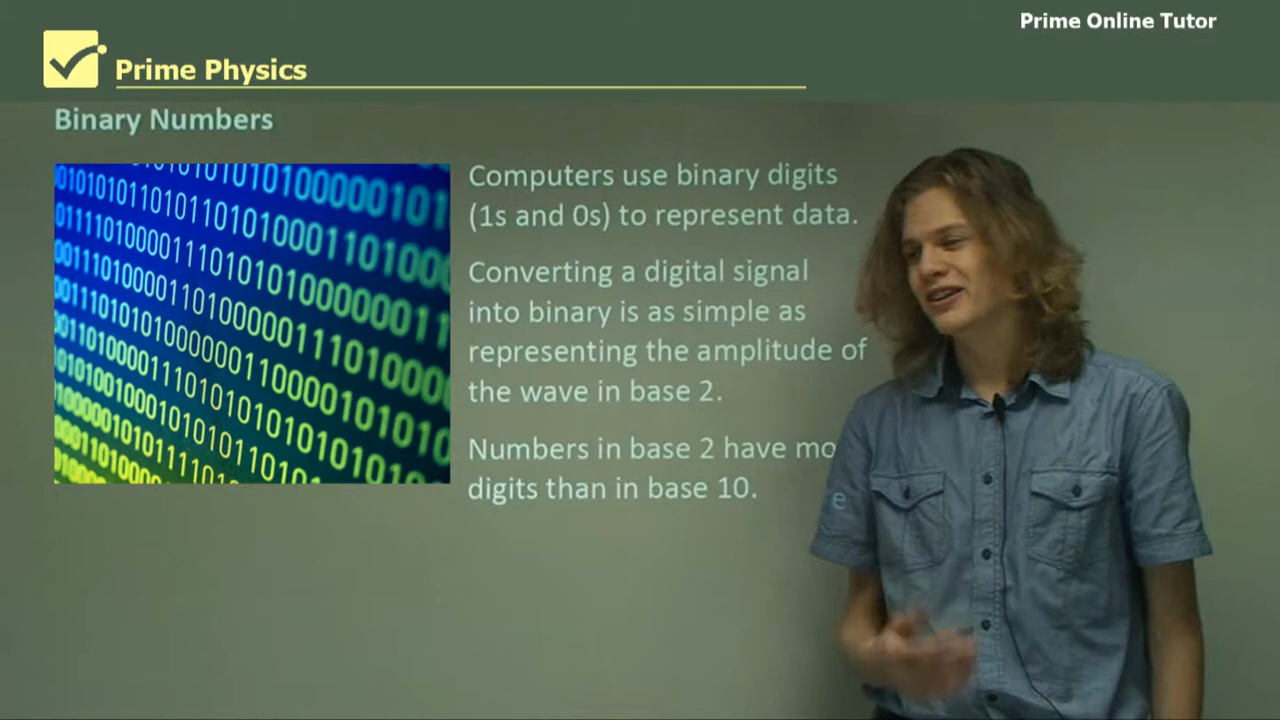 Prime Online Tutor
Prime Physics
Binary Numbers
Computers use binary digits
(1s and 0s) to represent data.
Converting a digital signal
into binary is as simple as
representing the amplitude of
the wave in base 2.
Numbers in base 2 have more
digits than in base 10.